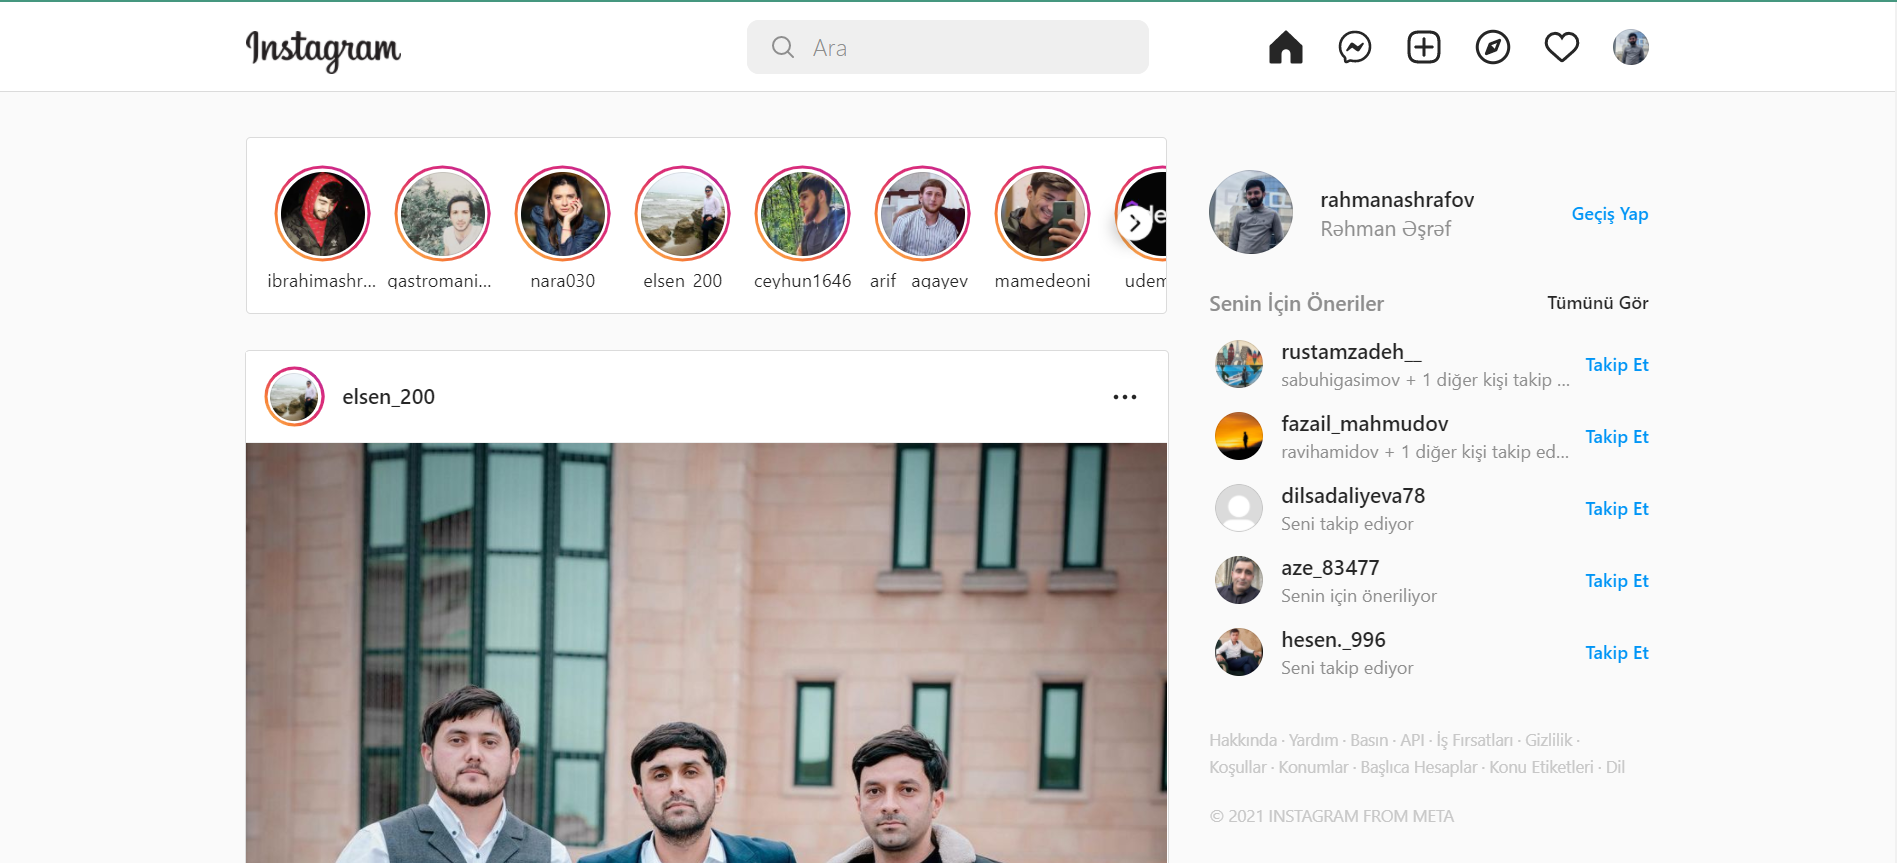 Instagram
Ara
ibrahimashr...
gastromani...
nara030
elsen_200
ceyhun1646
arif__agayev
mamedeoni
udem
rahmanashrafov
Rəhman Əşrəf
Geçiş Yap
Senin İçin Öneriler
Tümünü Gör
rustamzadeh__
sabuhigasimov + 1 diğer kişi takip ...
Takip Et
fazail_mahmudov
ravihamidov + 1 diğer kişi takip ed...
Takip Et
dilsadaliyeva78
Seni takip ediyor
Takip Et
aze_83477
Senin için öneriliyor
Takip Et
hesen._996
Seni takip ediyor
Takip Et
Hakkında · Yardım · Basın · API · İş Fırsatları · Gizlilik ·
Koşullar · Konumlar · Başlıca Hesaplar · Konu Etiketleri · Dil
© 2021 INSTAGRAM FROM META
elsen_200